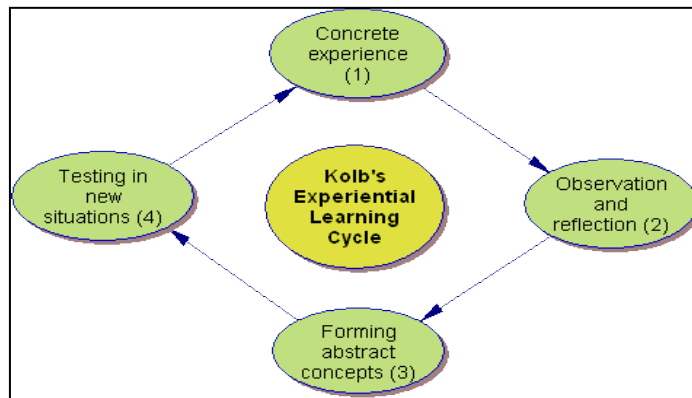 Concrete
experience
(1)
Testing in
new
situations (4)
Kolb's
Experiential
Learning
Cycle
Observation
and
reflection (2)
Forming
abstract
concepts (3)